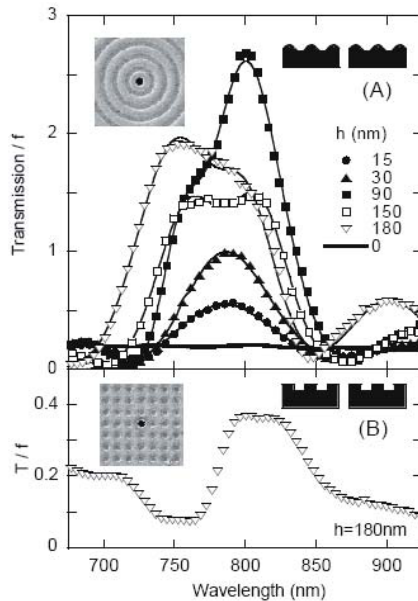 3
(A)
h (nm)
15
30
90
150
180
0
2
1
0
Transmission / f
(B)
0.4
0.2
0
T / f
h=180nm
700 750 800 850 900
Wavelength (nm)